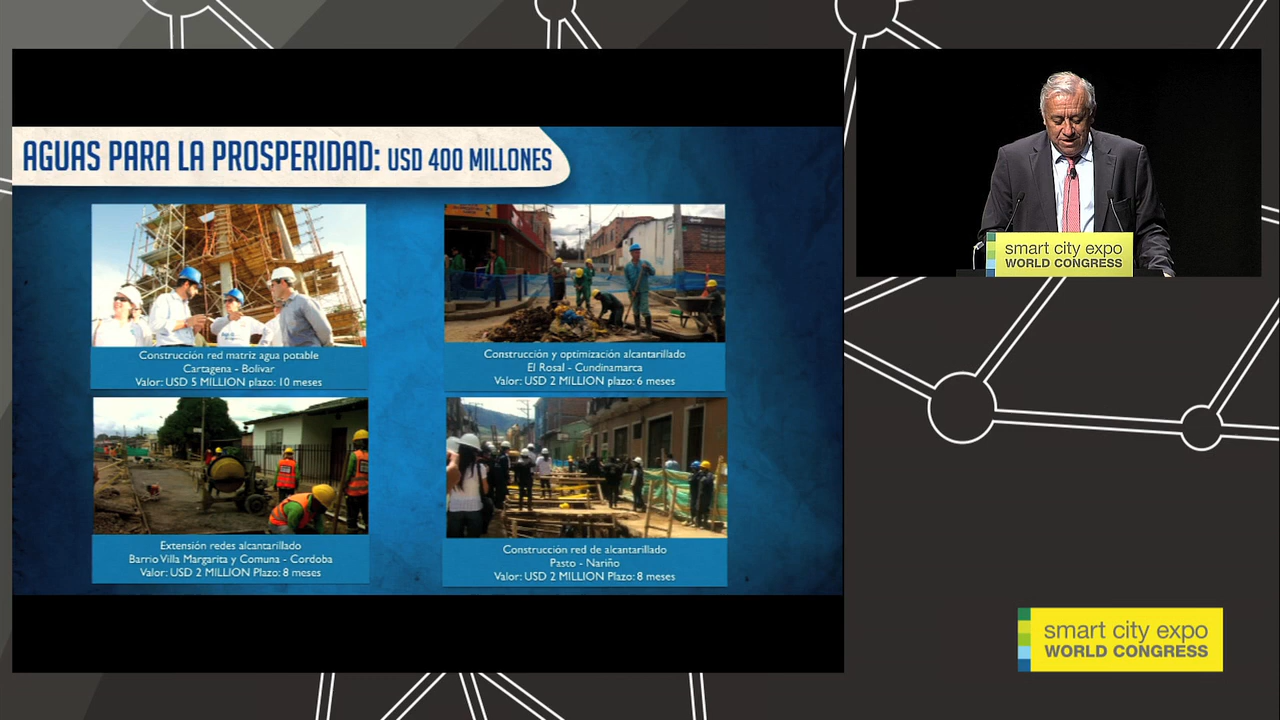 AGUAS PARA LA PROSPERIDAD: USD 400 MILLONES
Construcción red matriz agua potable
Cartagena - Bolivar
Valor: USD 5 MILLION plazo: 10 meses
Construcción y optimización alcantarillado
El Rosal - Cundinamarca
Valor: USD 2 MILLION plazo: 6 meses
Extensión redes alcantarillado
Barrio Villa Margarita y Comuna - Cordoba
Valor: USD 2 MILLION Plazo: 8 meses
Construcción red de alcantarillado
Pasto - Nariño
Valor: USD 2 MILLION Plazo: 8 meses
smart city expo
WORLD CONGRESS
smart city expo
WORLD CONGRESS